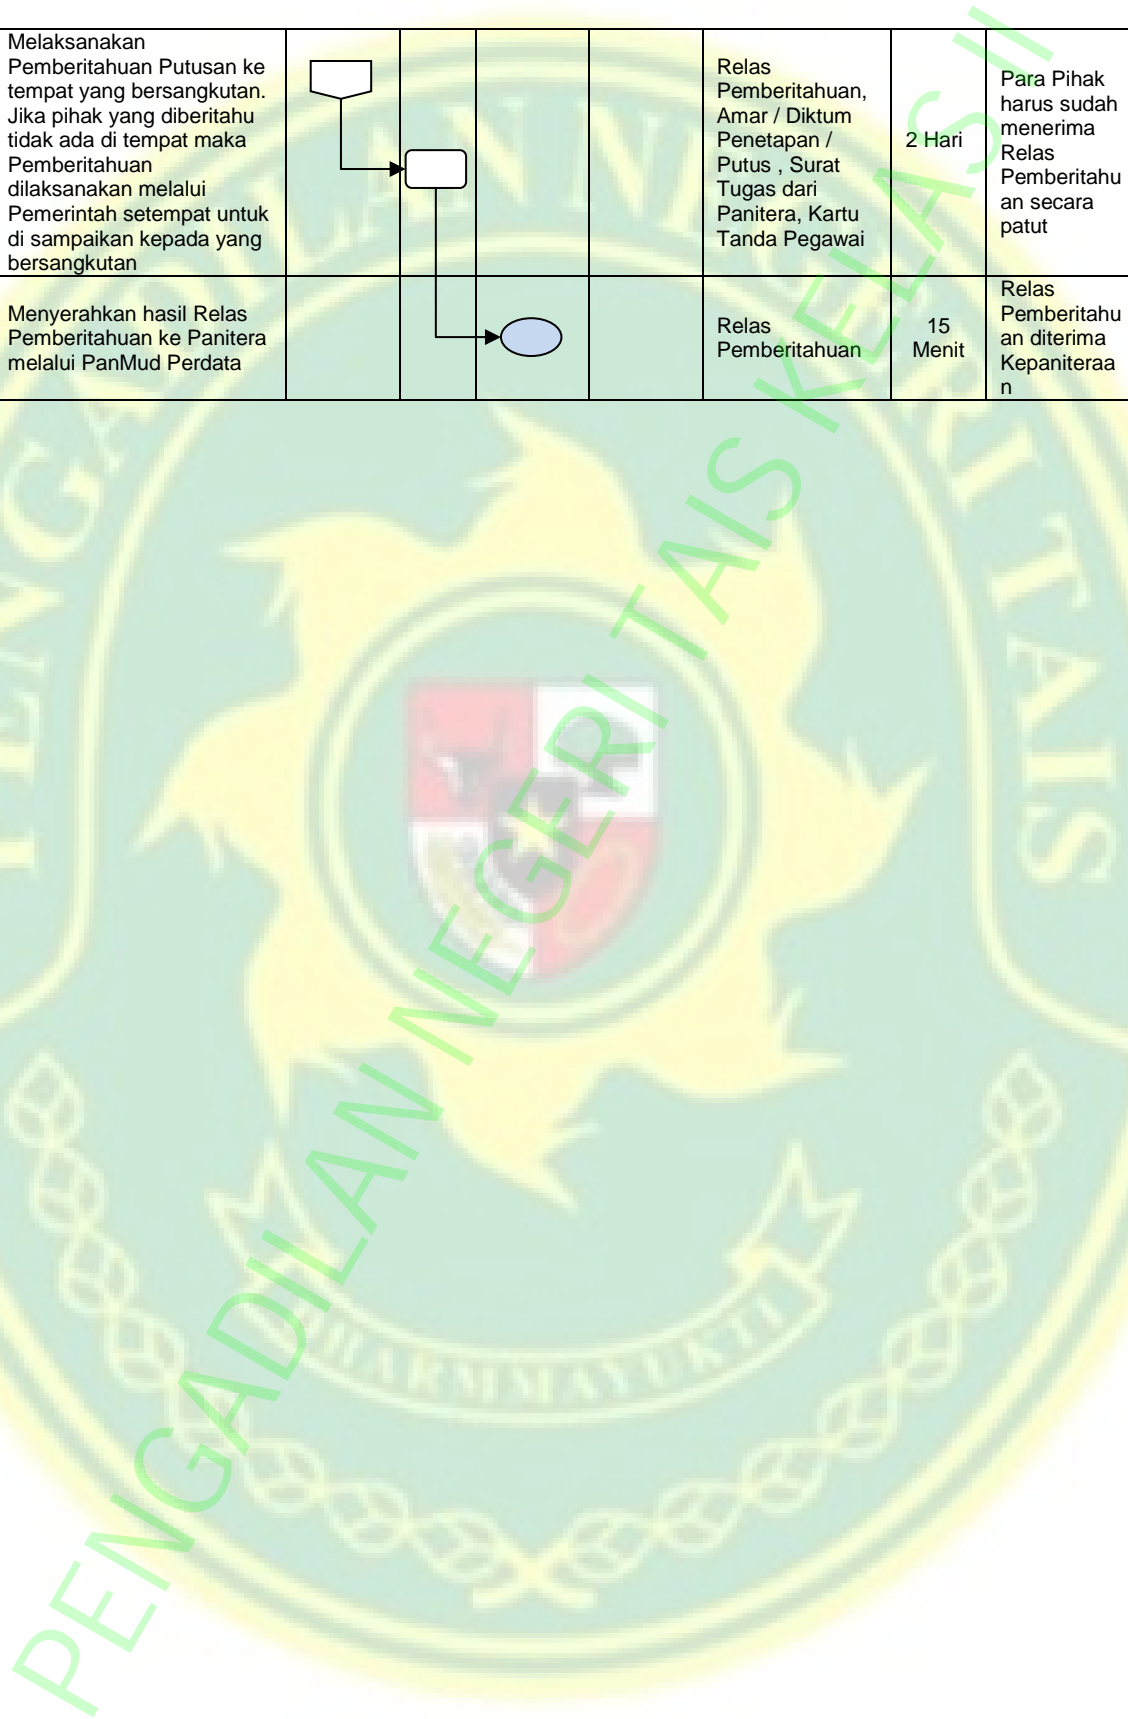 Melaksanakan
Pemberitahuan Putusan ke
tempat yang bersangkutan.
Jika pihak yang diberitahu
tidak ada di tempat maka
Pemberitahuan
dilaksanakan melalui
Pemerintah setempat untuk
di sampaikan kepada yang
bersangkutan
Relas
Pemberitahuan,
Amar / Diktum
Penetapan /
Putus , Surat
Tugas dari
Panitera, Kartu
Tanda Pegawai
2 Hari
Para Pihak
harus sudah
menerima
Relas
Pemberitahu
an secara
patut
Menyerahkan hasil Relas
Pemberitahuan ke Panitera
melalui PanMud Perdata
Relas
Pemberitahuan
15
Menit
Relas
Pemberitahu
an diterima
Kepaniteraa
n
PENGADILAN NEGERI TAIS KELAS II
PENGADILAN NEGERI TAIS
DHARMMAYUKTI